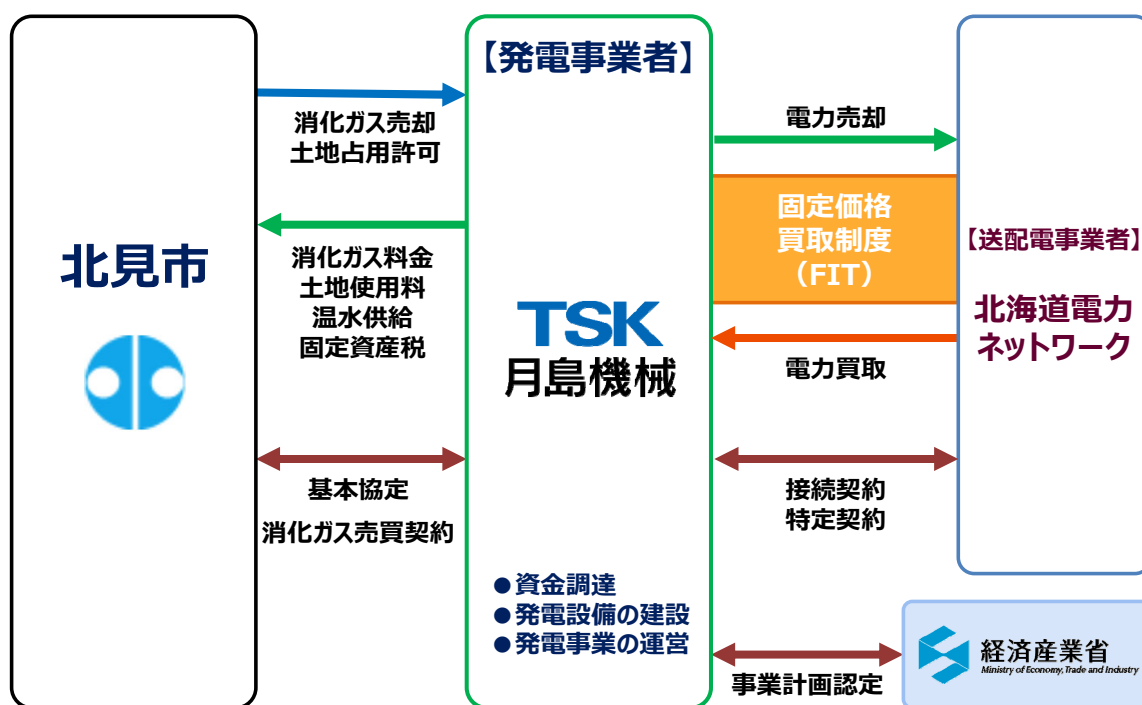 北見市
消化ガス売却
土地占用許可
消化ガス料金
土地使用料
温水供給
固定資産税
基本協定
消化ガス売買契約
【発電事業者】
TSK
月島機械
●資金調達
●発電設備の建設
●発電事業の運営
電力売却
固定価格
買取制度
（FIT）
電力買取
接続契約
特定契約
事業計画認定
【送配電事業者】
北海道電力
ネットワーク
経済産業省
Ministry of Economy, Trade and Industry